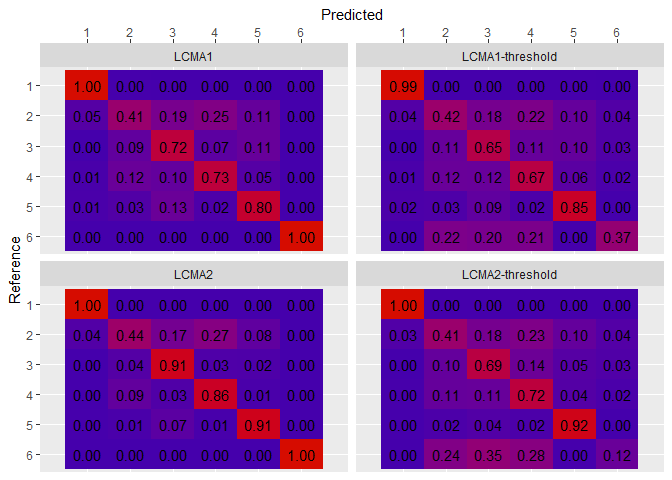 Predicted
1 2 3 4 5 6 1 2 3 4 5 6
LCMA1 LCMA1-threshold
1 1.00 0.00 0.00 0.00 0.00 0.00 0.99 0.00 0.00 0.00 0.00 0.00
2 0.05 0.41 0.19 0.25 0.11 0.00 0.04 0.42 0.18 0.22 0.10 0.04
3 0.00 0.09 0.72 0.07 0.11 0.00 0.00 0.11 0.65 0.11 0.10 0.03
4 0.01 0.12 0.10 0.73 0.05 0.00 0.01 0.12 0.12 0.67 0.06 0.02
5 0.01 0.03 0.13 0.02 0.80 0.00 0.02 0.03 0.09 0.02 0.85 0.00
6 0.00 0.00 0.00 0.00 0.00 1.00 0.00 0.22 0.20 0.21 0.00 0.37
Reference
LCMA2 LCMA2-threshold
1 1.00 0.00 0.00 0.00 0.00 0.00 1.00 0.00 0.00 0.00 0.00 0.00
2 0.04 0.44 0.17 0.27 0.08 0.00 0.03 0.41 0.18 0.23 0.10 0.04
3 0.00 0.04 0.91 0.03 0.02 0.00 0.00 0.10 0.69 0.14 0.05 0.03
4 0.00 0.09 0.03 0.86 0.01 0.00 0.00 0.11 0.11 0.72 0.04 0.02
5 0.00 0.01 0.07 0.01 0.91 0.00 0.00 0.02 0.04 0.02 0.92 0.00
6 0.00 0.00 0.00 0.00 0.00 1.00 0.00 0.24 0.35 0.28 0.00 0.12